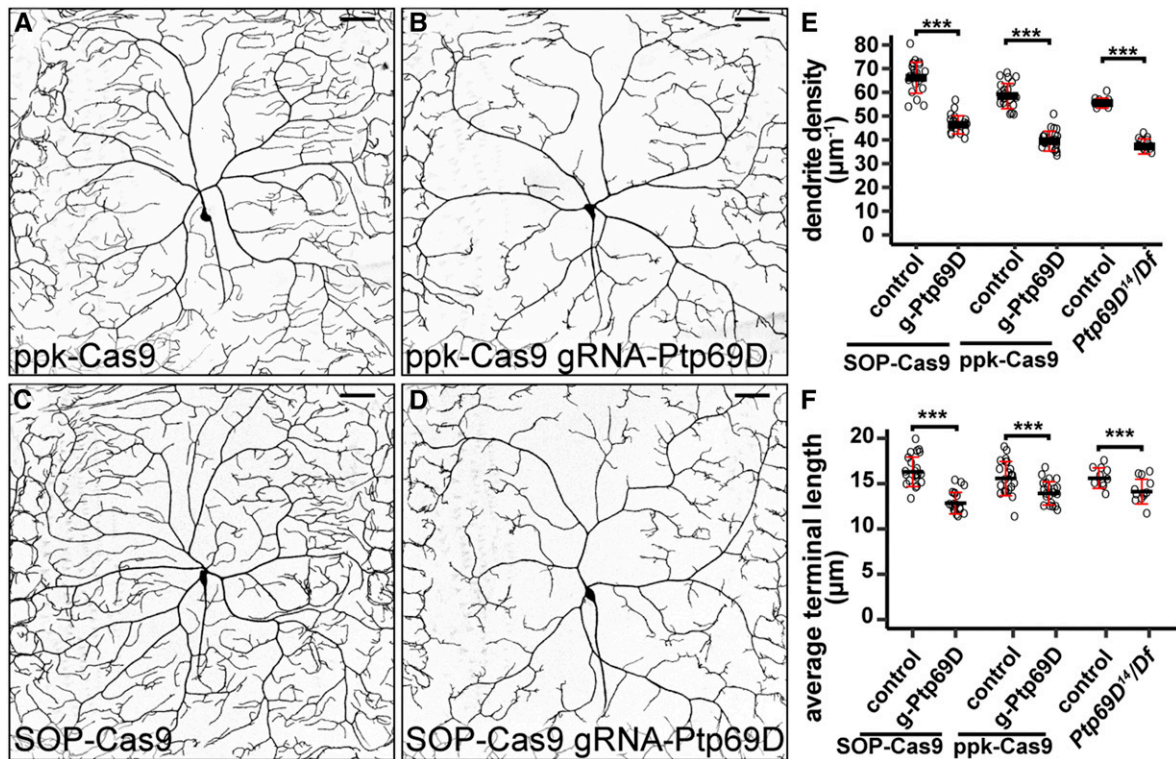 A
ppk-Cas9
B
ppk-Cas9 gRNA-Ptp69D
C
SOP-Cas9
D
SOP-Cas9 gRNA-Ptp69D
E
*** *** ***
dendrite density
(μm⁻¹)
80
70
60
50
40
30
20
10
0
control
g-Ptp69D
control
g-Ptp69D
control
Ptp69D¹⁴/Df
SOP-Cas9 ppk-Cas9
F
*** *** ***
average terminal length
(μm)
20
15
10
5
0
control
g-Ptp69D
control
g-Ptp69D
control
Ptp69D¹⁴/Df
SOP-Cas9 ppk-Cas9